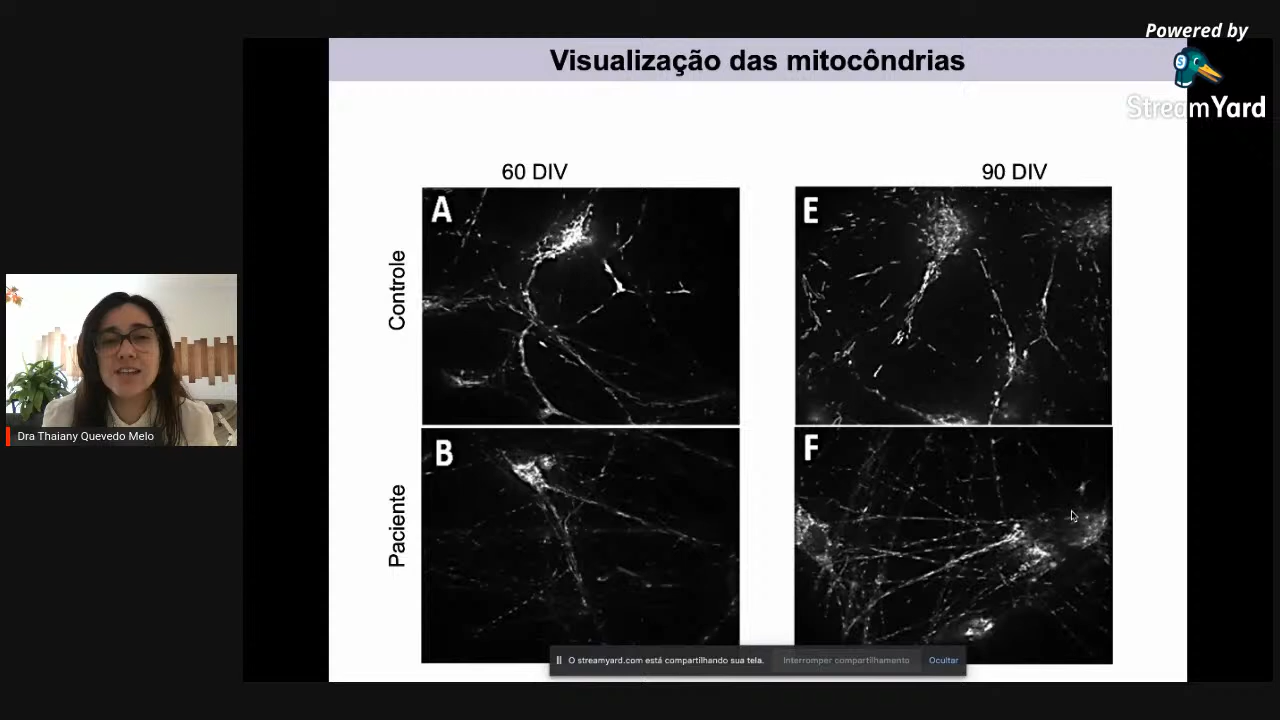 Powered by
StreamYard
Visualização das mitocôndrias
60 DIV
90 DIV
Controle
A
E
Paciente
B
F
Dra Thaiany Quevedo Melo
O streamyard.com está compartilhando sua tela.
Interromper compartilhamento
Ocultar